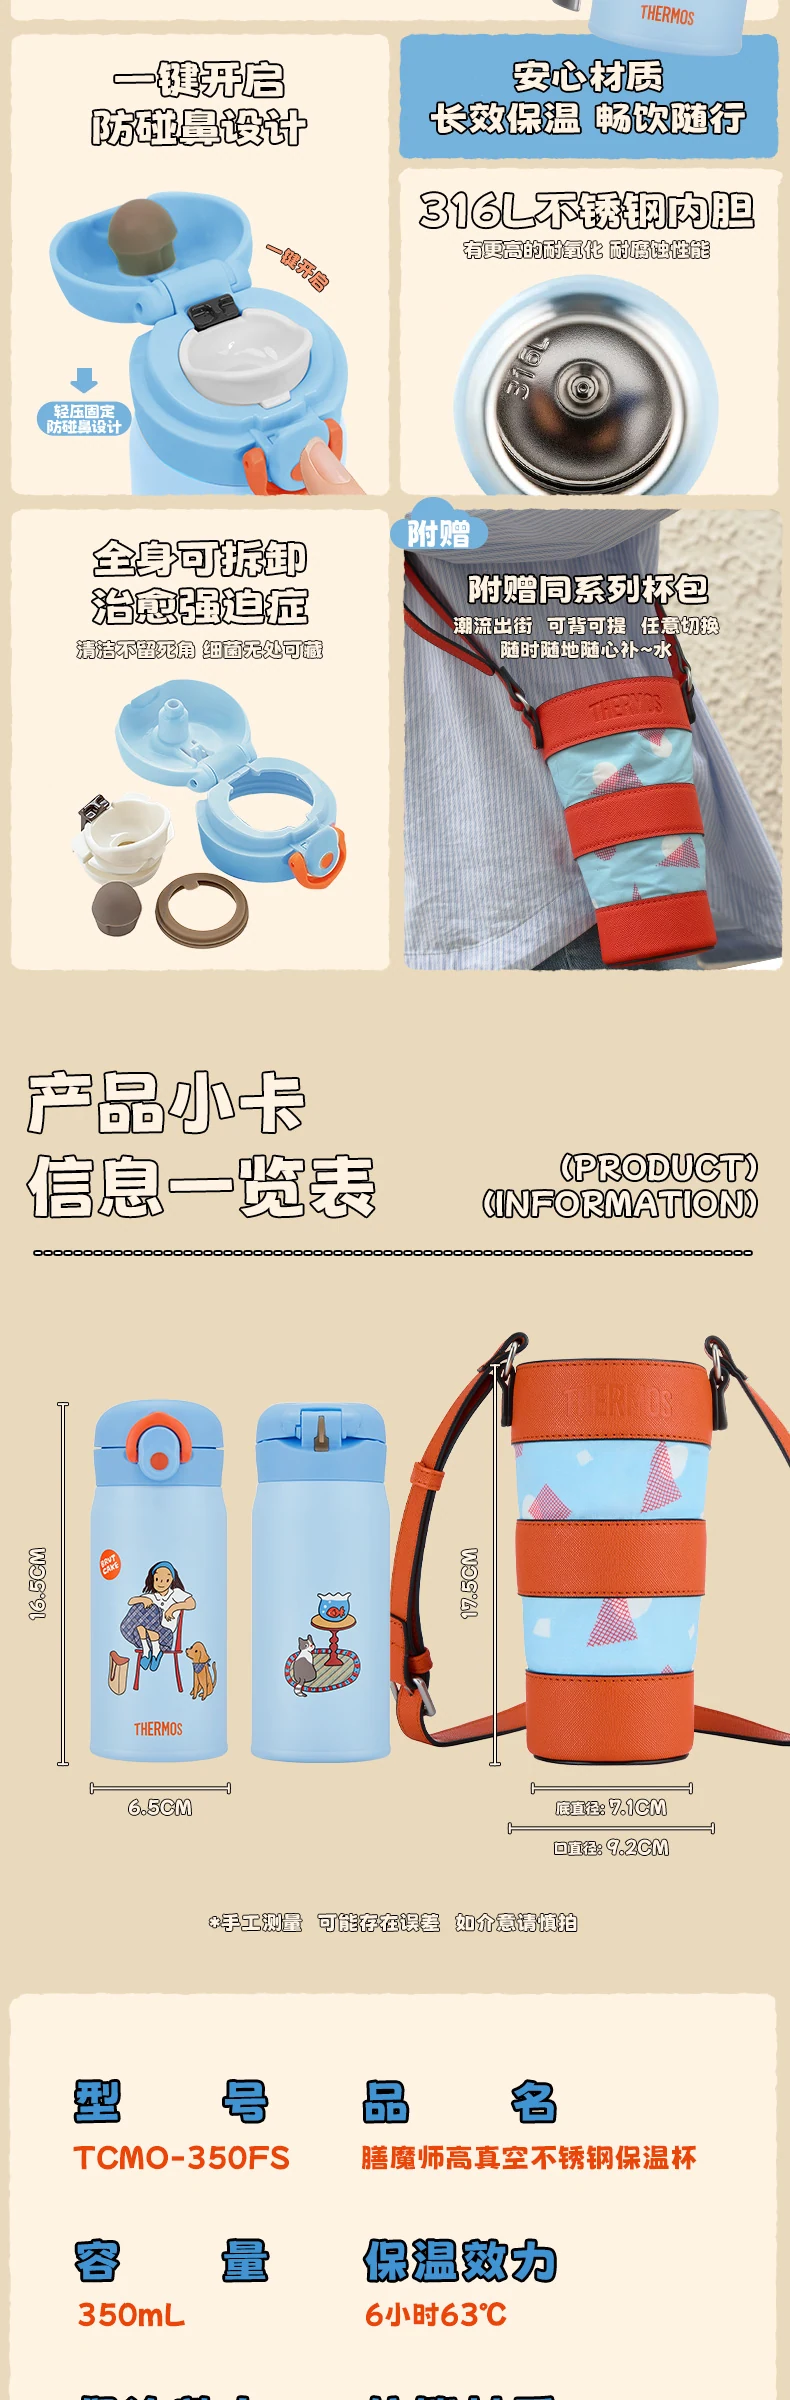 THERMOS
一键开启
防碰鼻设计
一键开启
轻压固定
防碰鼻设计
安心材质
长效保温 畅饮随行
316L不锈钢内胆
有更高的耐氧化 耐腐蚀性能
316L
全身可拆卸
治愈强迫症
清洁不留死角 细菌无处可藏
附赠
附赠同系列杯包
潮流出街 可背可提 任意切换
随时随地随心补~水
THERMOS
产品小卡
信息一览表
(PRODUCT)
(INFORMATION)
16.5CM
THERMOS
6.5CM
17.5CM
THERMOS
底直径:7.1CM
口直径:9.2CM
*手工测量 可能存在误差 如介意请慎拍
型号
品名
TCMO-350FS
膳魔师高真空不锈钢保温杯
容量
保温效力
350mL
6小时63℃